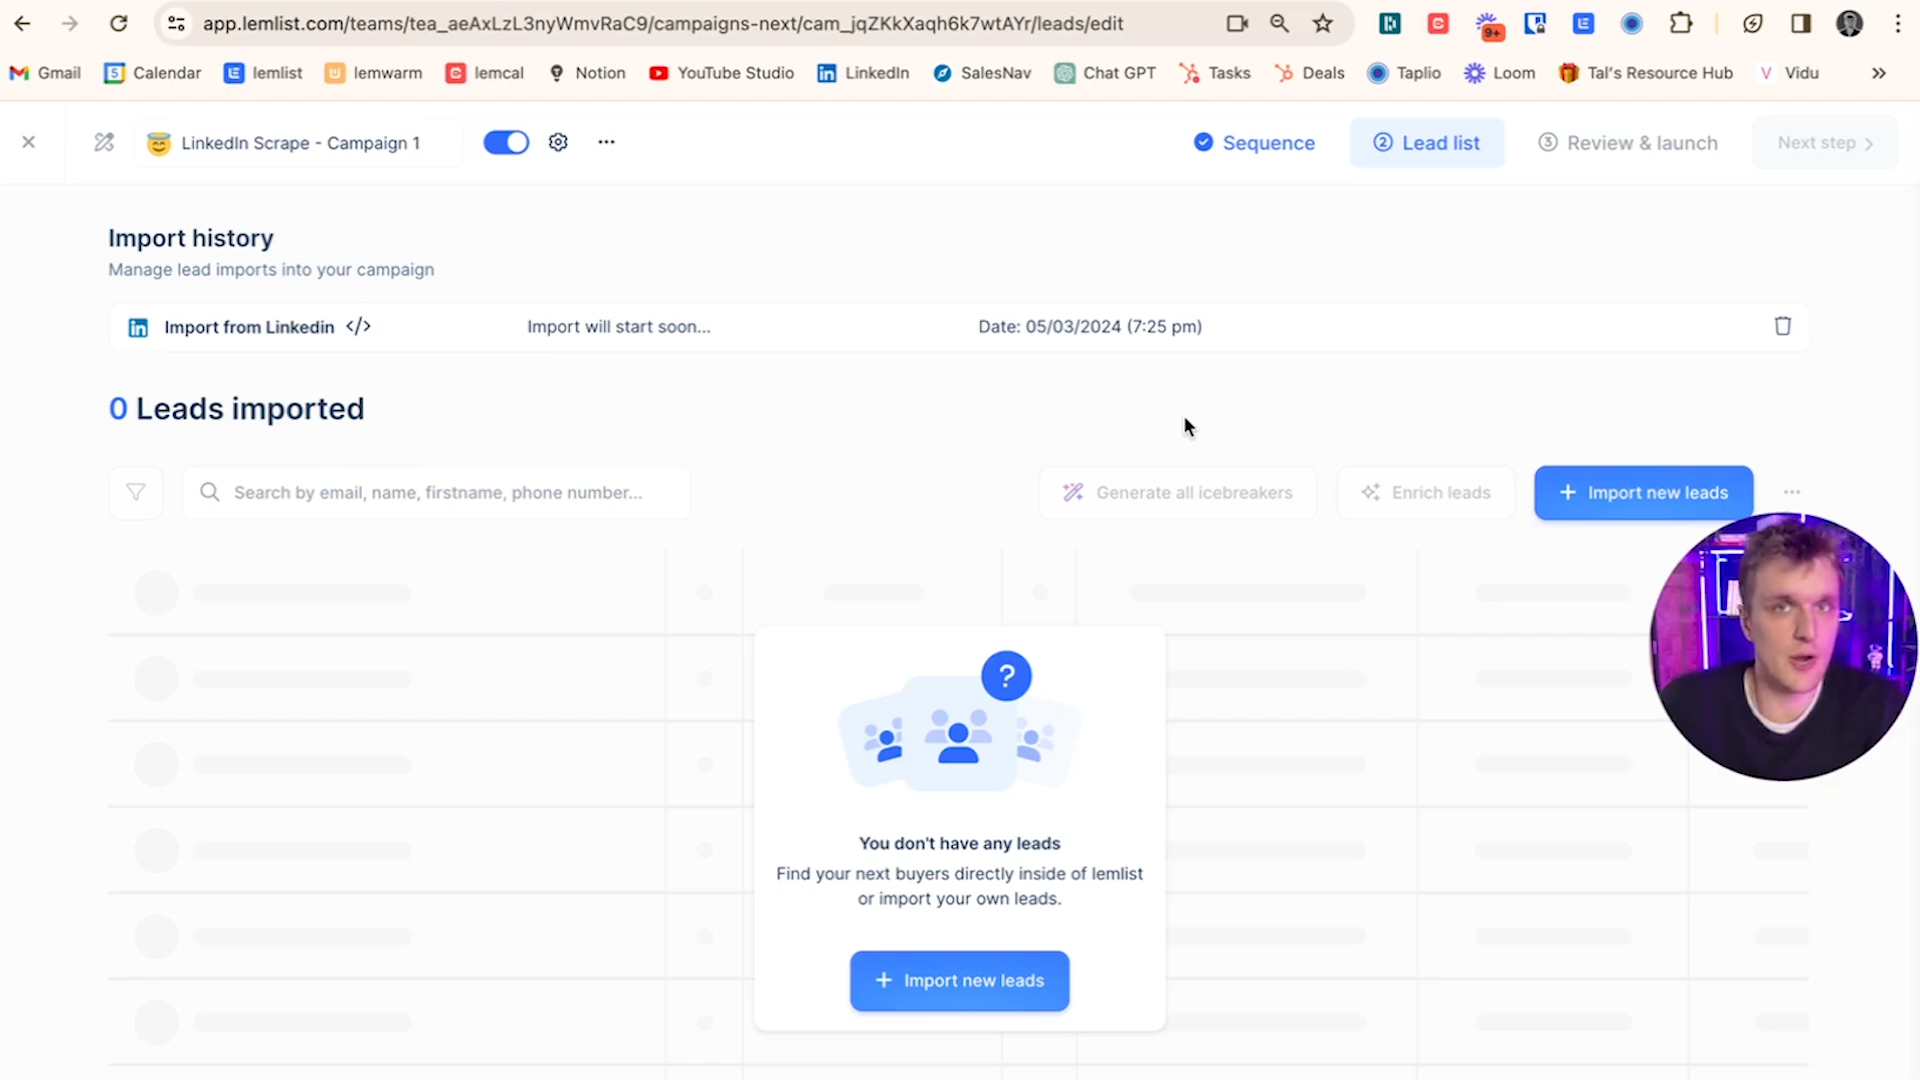 app.lemlist.com/teams/tea_aeAxLzL3nyWmvRaC9/campaigns-next/cam_jqZKkXaqh6k7wtAYr/leads/edit
9+
Gmail
5 Calendar
lemlist
lemwarm
lemcal
Notion
YouTube Studio
LinkedIn
SalesNav
Chat GPT
Tasks
Deals
Taplio
Loom
Tal's Resource Hub
V Vidu
LinkedIn Scrape - Campaign 1
Sequence
2 Lead list
3 Review & launch
Next step
Import history
Manage lead imports into your campaign
in Import from Linkedin </>
Import will start soon...
Date: 05/03/2024 (7:25 pm)
0 Leads imported
Search by email, name, firstname, phone number...
Generate all icebreakers
Enrich leads
+ Import new leads
?
You don't have any leads
Find your next buyers directly inside of lemlist
or import your own leads.
+ Import new leads